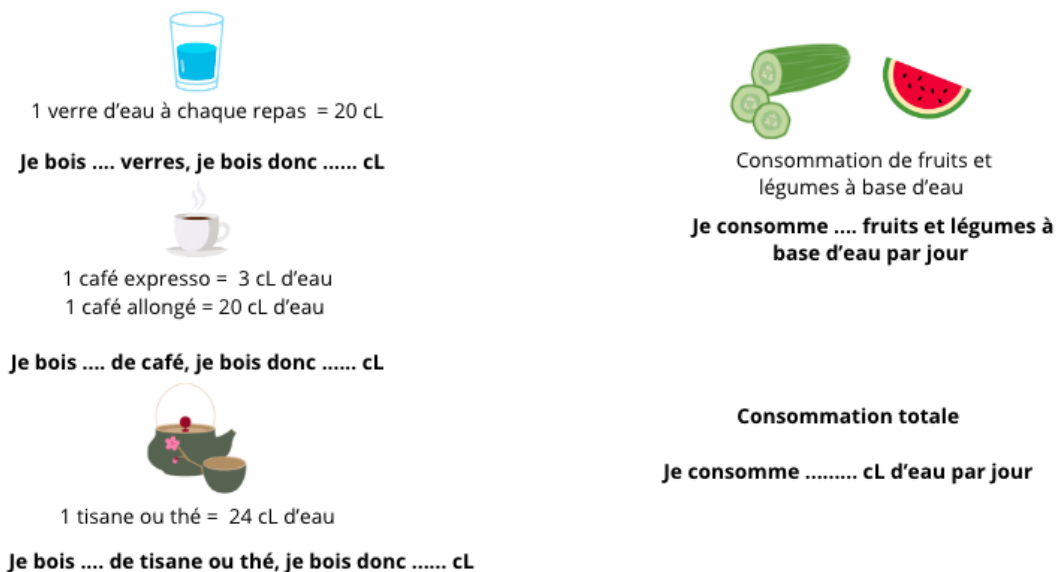 1 verre d'eau à chaque repas = 20 cL
Je bois .... verres, je bois donc ...... cL
1 café expresso = 3 cL d'eau
1 café allongé = 20 cL d'eau
Je bois .... de café, je bois donc ...... cL
1 tisane ou thé = 24 cL d'eau
Je bois .... de tisane ou thé, je bois donc ...... cL
Consommation de fruits et
légumes à base d'eau
Je consomme .... fruits et légumes à
base d'eau par jour
Consommation totale
Je consomme ......... cL d'eau par jour